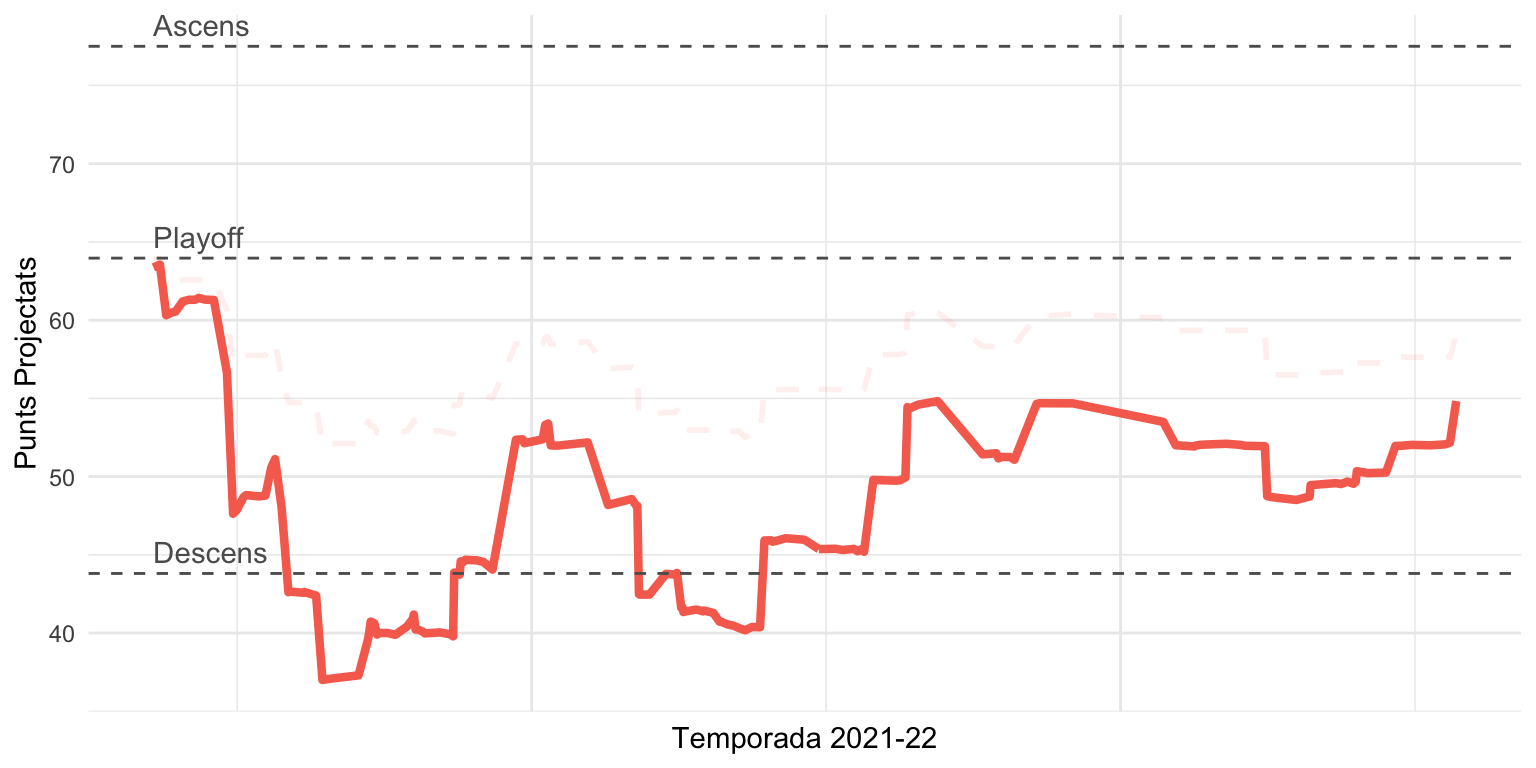 Ascens
70
Playoff
60
50
Descens
40
Punts Projectats
Temporada 2021-22